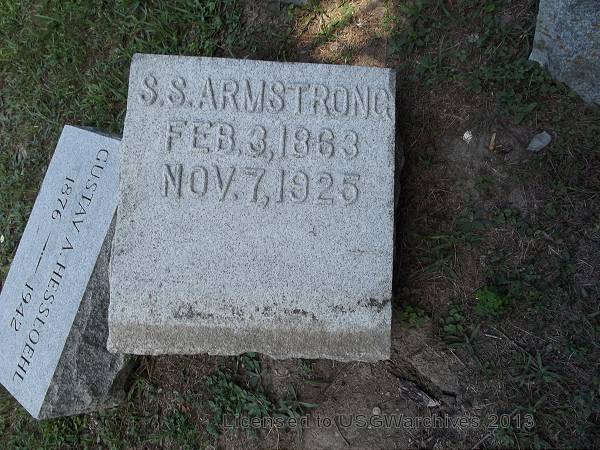 S.S. ARMSTRONG
FEB. 3, 1863
NOV. 7, 1925
GUSTAV A. HESSLOEHL
1876 — 1942
Licensed to USGWarchives 2013